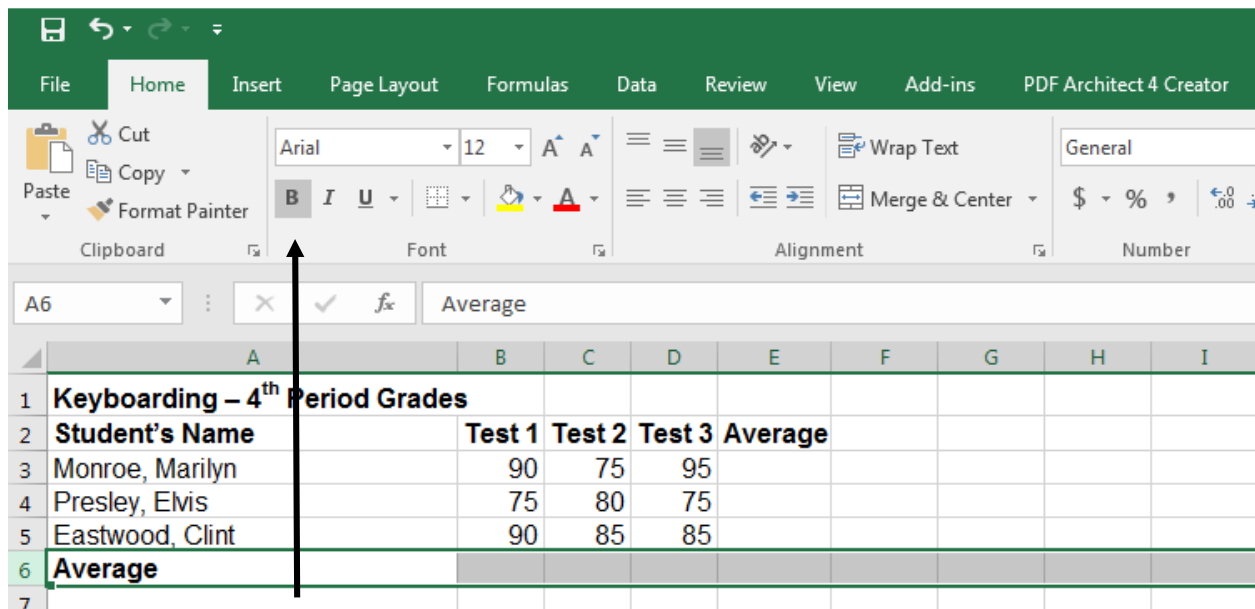 File Home Insert Page Layout Formulas Data Review View Add-ins PDF Architect 4 Creator
Cut
Copy
Paste
Format Painter
Clipboard
Arial 12 A A
B I U A
Font
Wrap Text
Merge & Center
Alignment
General
$ % , .0 .00
Number
A6 fx Average
A B C D E F G H I
1 Keyboarding – 4th Period Grades
2 Student's Name Test 1 Test 2 Test 3 Average
3 Monroe, Marilyn 90 75 95
4 Presley, Elvis 75 80 75
5 Eastwood, Clint 90 85 85
6 Average
7